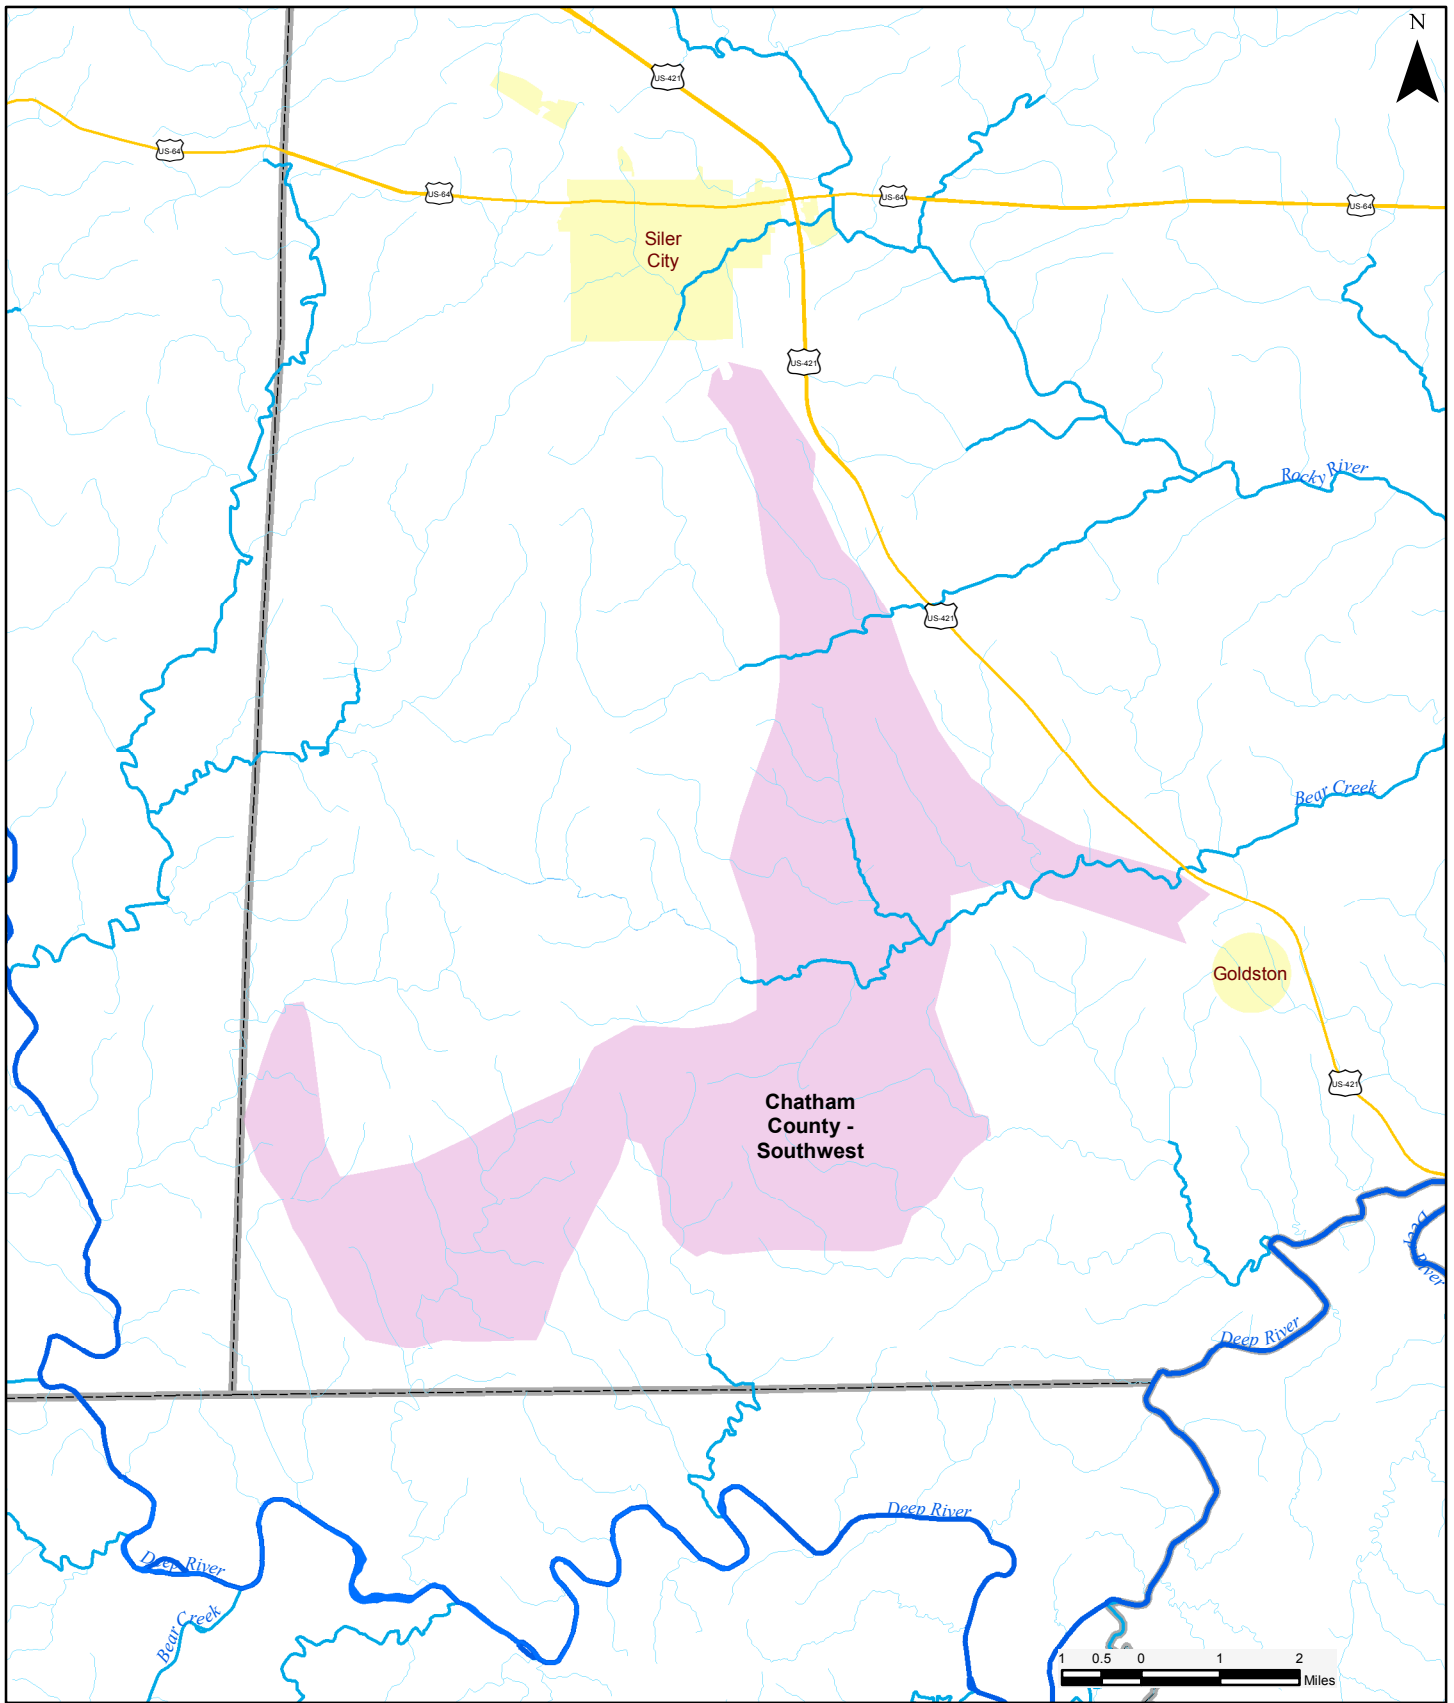 N
US-421
US-64
US-64
US-64
US-64
Siler
City
US-421
Rocky River
US-421
Bear Creek
Goldston
US-421
Chatham
County -
Southwest
Deep River
Deep River
Deep River
Deep River
Bear Creek
1 0.5 0 1 2
Miles